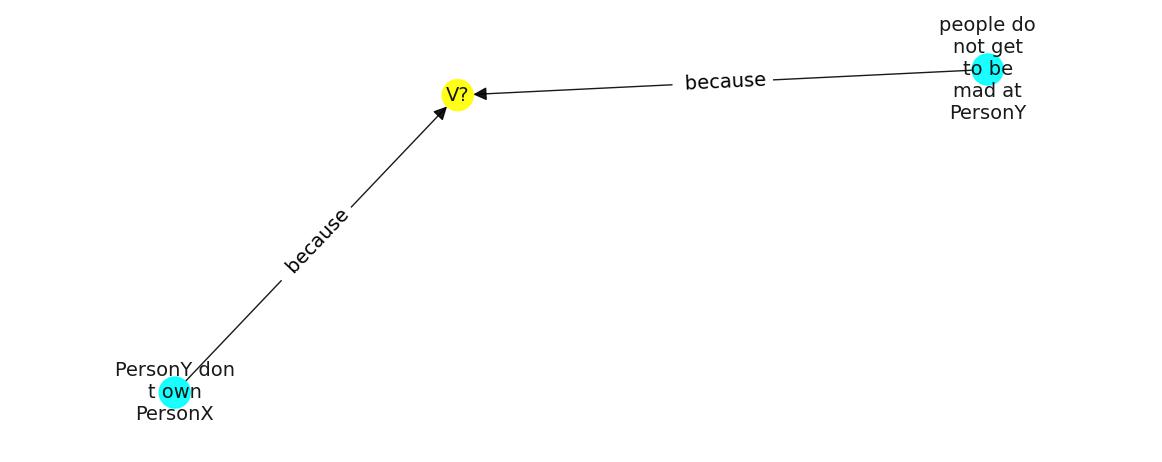 people do
not get
to be
mad at
PersonY
because
V?
because
PersonY don
t own
PersonX